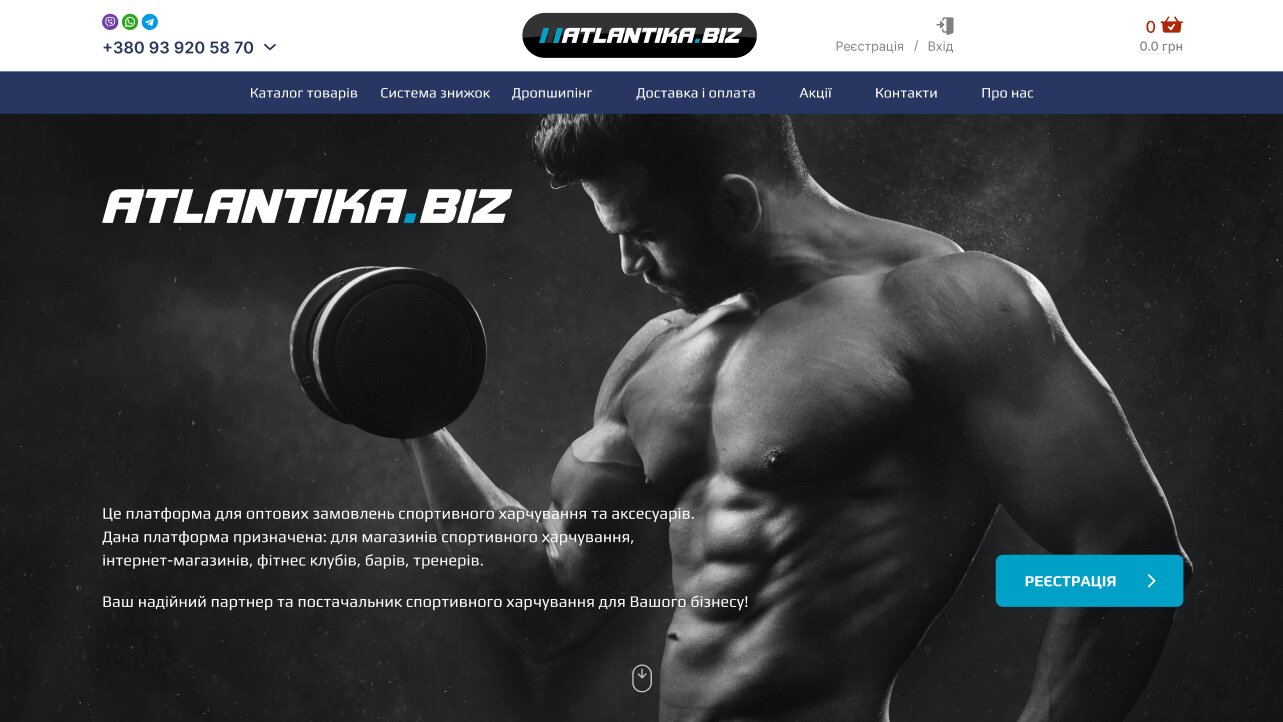 +380 93 920 58 70
ATLANTIKA.BIZ
Реєстрація / Вхід
0
0.0 грн
Каталог товарів Система знижок Дропшипінг Доставка і оплата Акції Контакти Про нас
ATLANTIKA.BIZ
Це платформа для оптових замовлень спортивного харчування та аксесуарів.
Дана платформа призначена: для магазинів спортивного харчування,
інтернет-магазинів, фітнес клубів, барів, тренерів.
Ваш надійний партнер та постачальник спортивного харчування для Вашого бізнесу!
РЕЄСТРАЦІЯ